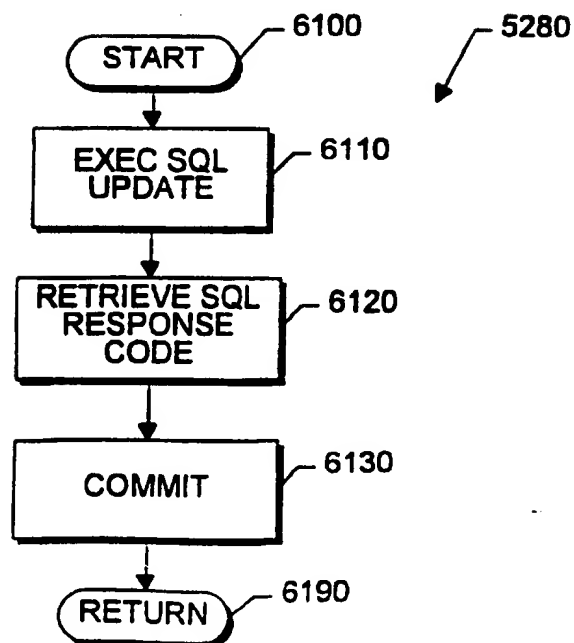 6100
5280
START
6110
EXEC SQL
UPDATE
6120
RETRIEVE SQL
RESPONSE
CODE
6130
COMMIT
6190
RETURN